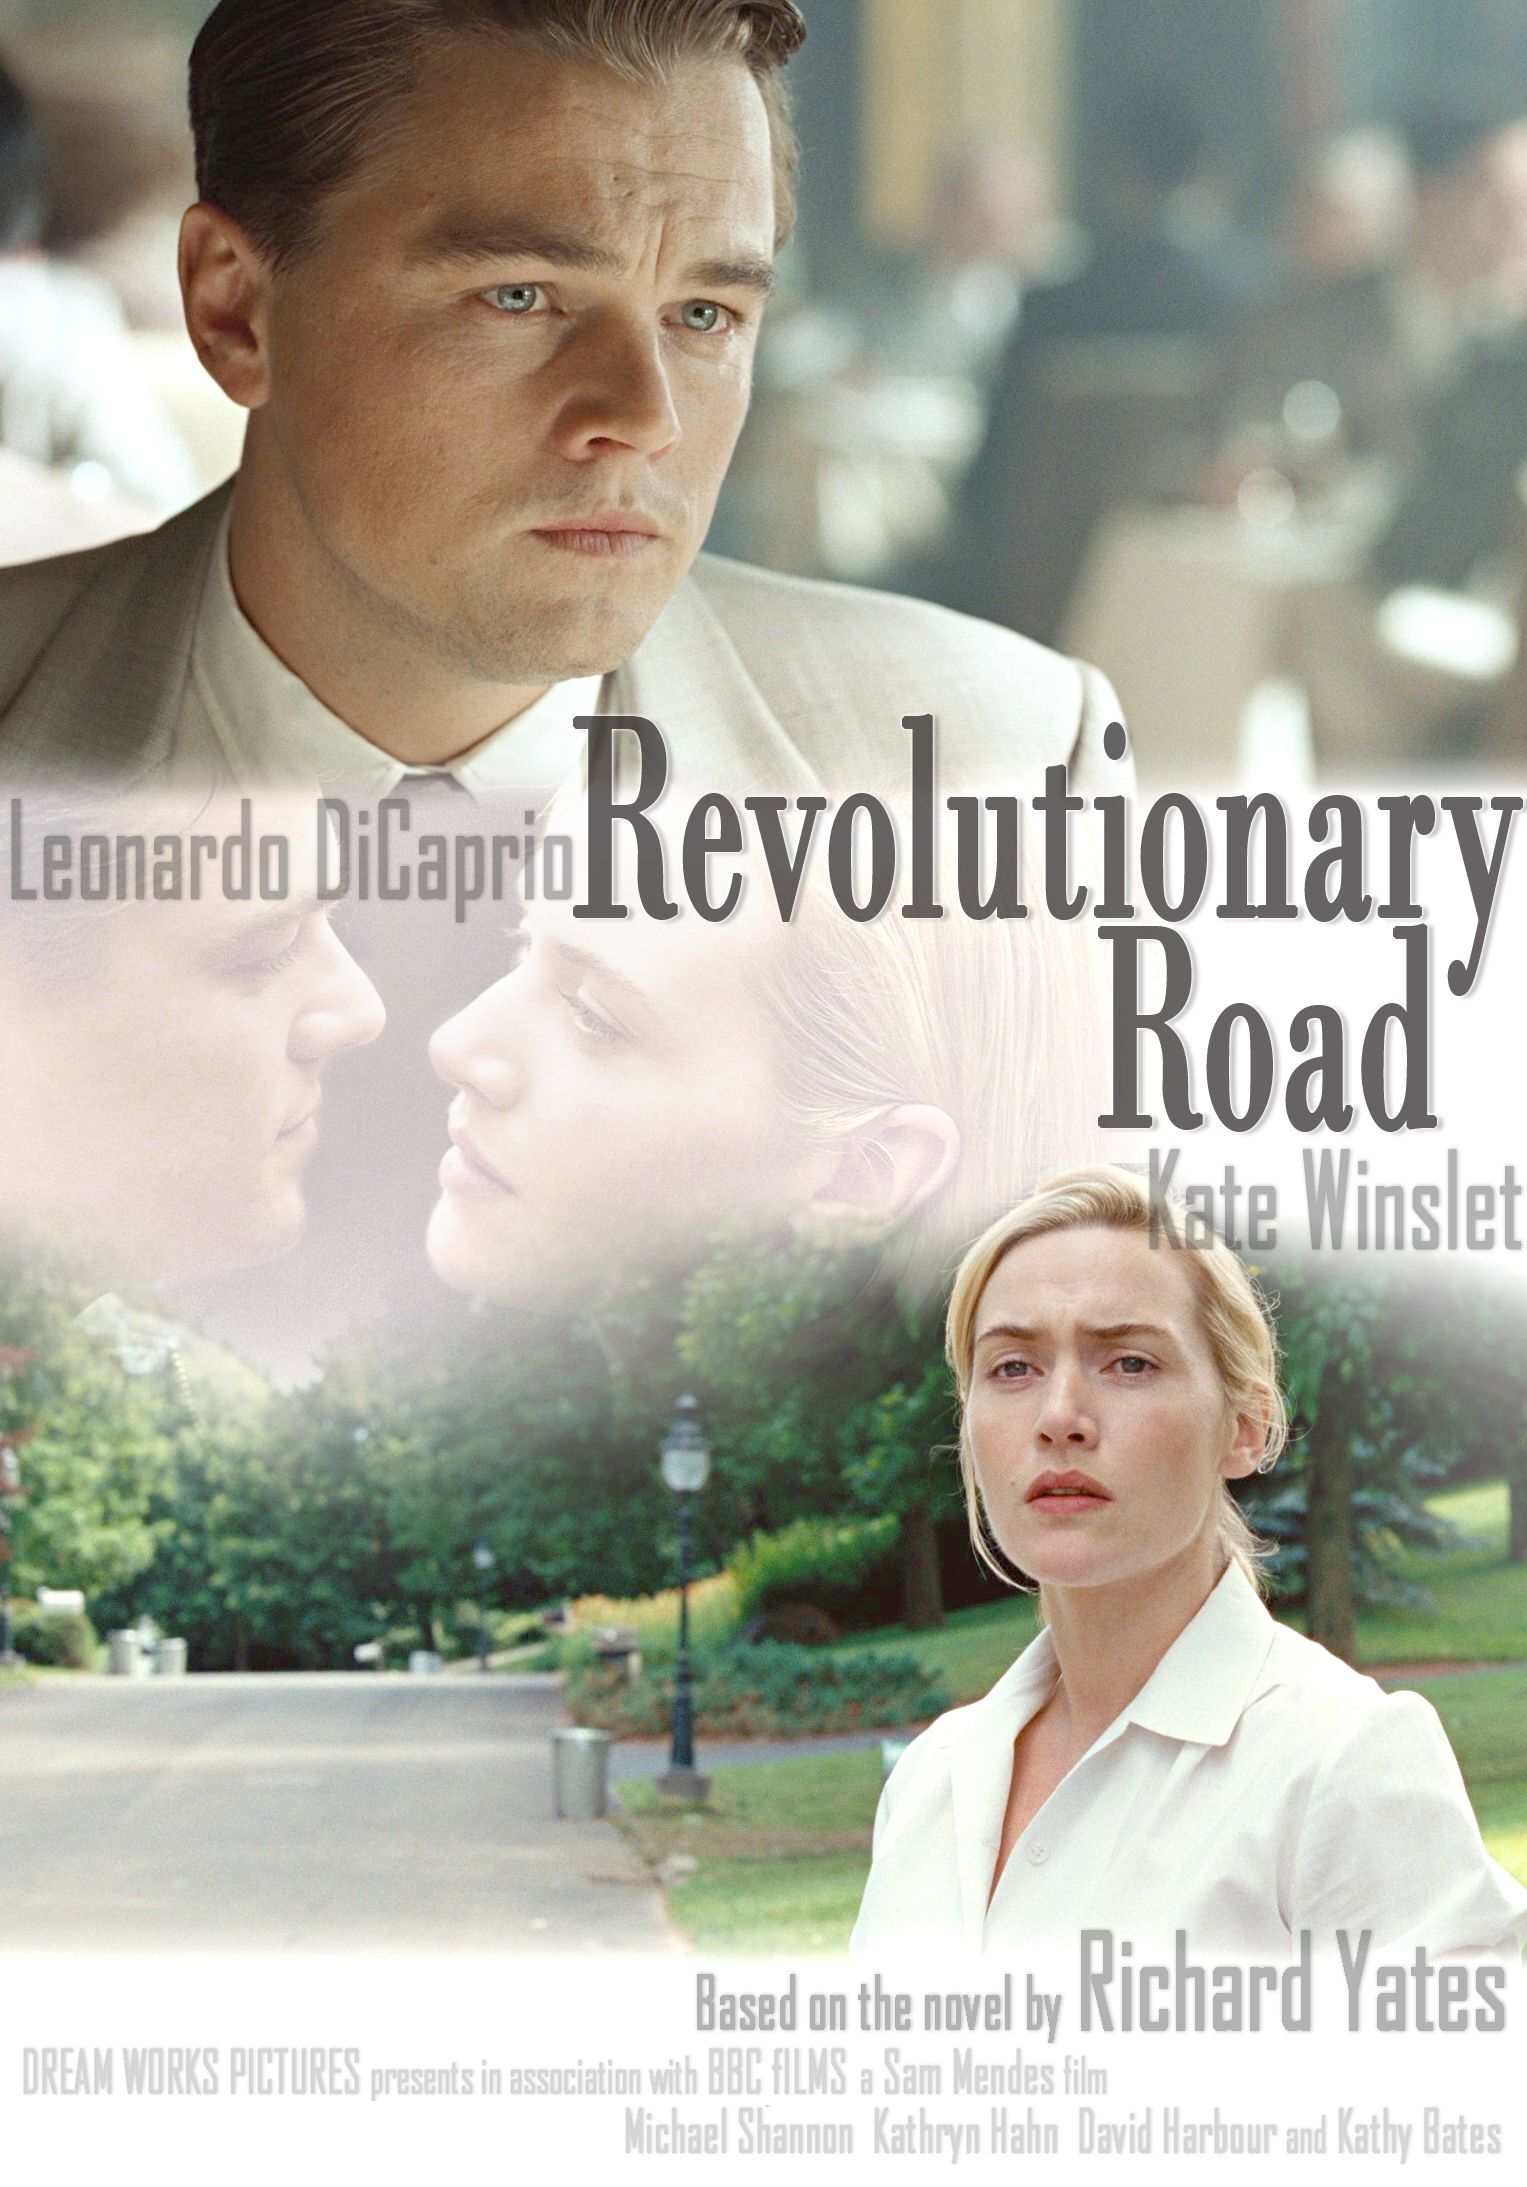 Leonardo DiCaprio
Revolutionary
Road
Kate Winslet
Based on the novel by Richard Yates
DREAM WORKS PICTURES presents in association with BBC fILMS a Sam Mendes film
Michael Shannon Kathryn Hahn David Harbour and Kathy Bates